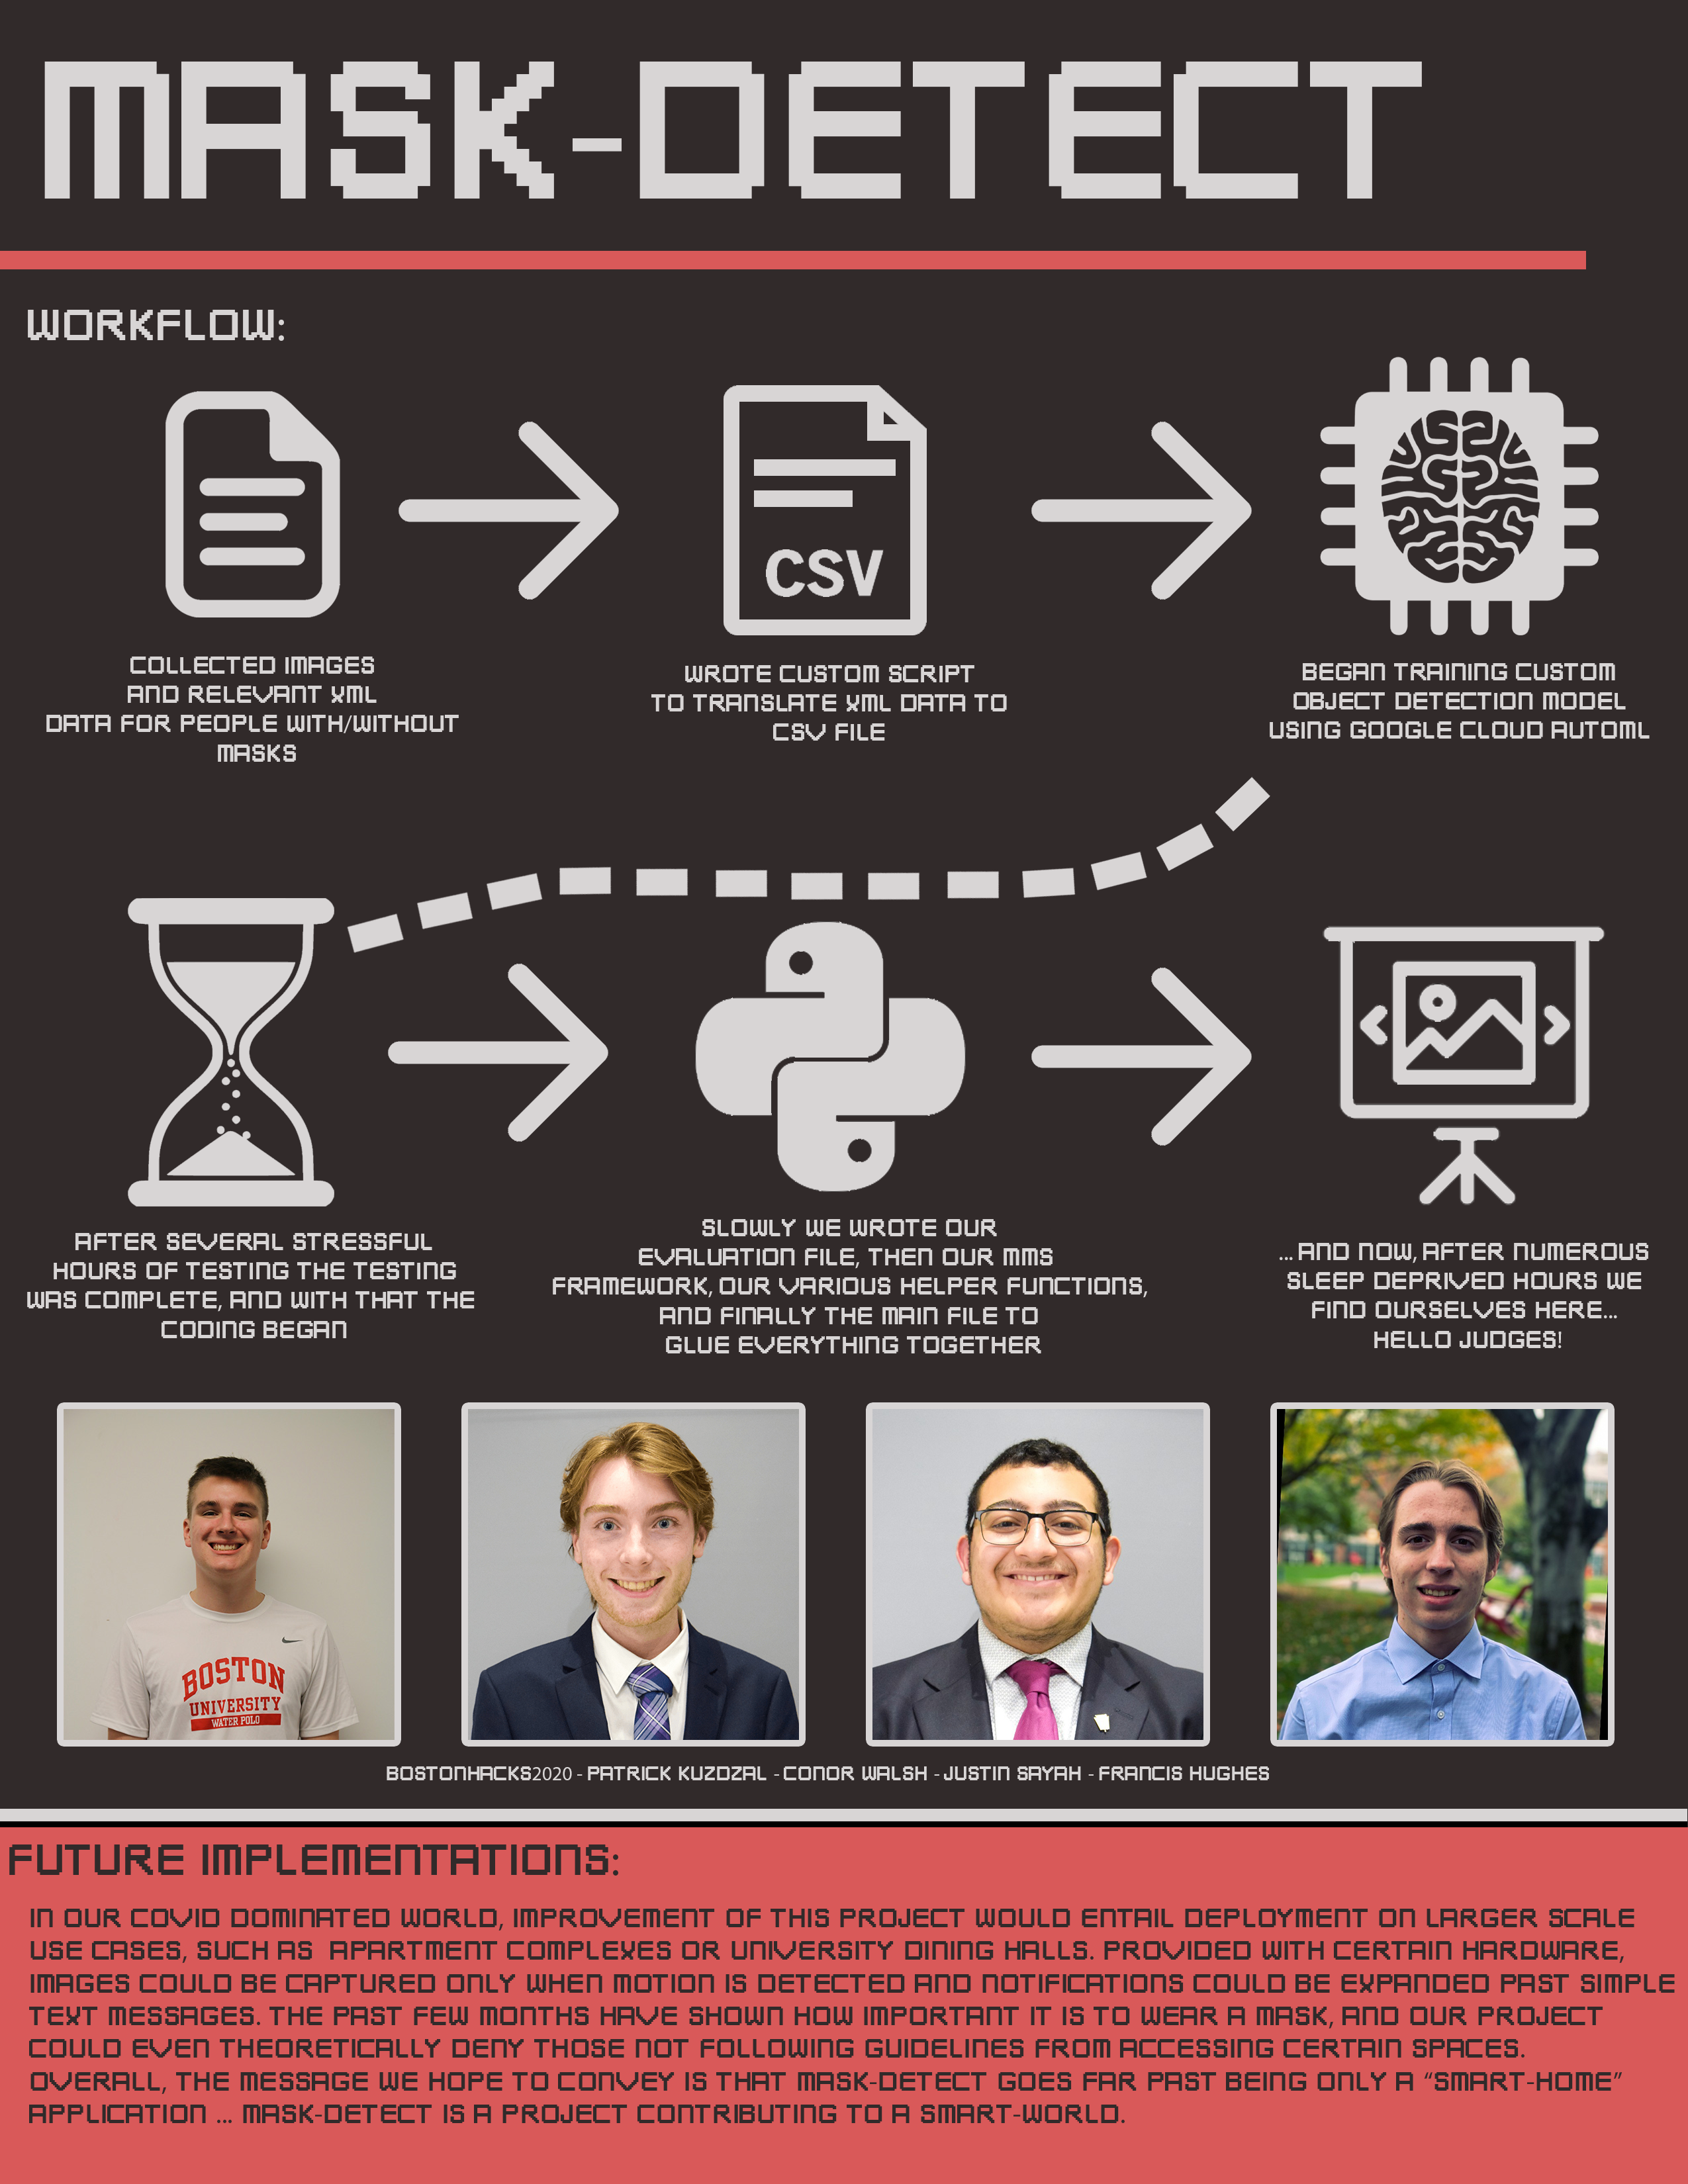 MASK-DETECT
WORKFLOW:
CSV
COLLECTED IMAGES
AND RELEVANT XML
DATA FOR PEOPLE WITH/WITHOUT
MASKS
WROTE CUSTOM SCRIPT
TO TRANSLATE XML DATA TO
CSV FILE
BEGAN TRAINING CUSTOM
OBJECT DETECTION MODEL
USING GOOGLE CLOUD AUTOML
AFTER SEVERAL STRESSFUL
HOURS OF TESTING THE TESTING
WAS COMPLETE, AND WITH THAT THE
CODING BEGAN
SLOWLY WE WROTE OUR
EVALUATION FILE, THEN OUR MMS
FRAMEWORK, OUR VARIOUS HELPER FUNCTIONS,
AND FINALLY THE MAIN FILE TO
GLUE EVERYTHING TOGETHER
... AND NOW, AFTER NUMEROUS
SLEEP DEPRIVED HOURS WE
FIND OURSELVES HERE...
HELLO JUDGES!
BOSTON
UNIVERSITY
WATER POLO
BOSTONHACKS2020 - PATRICK KUZDZAL - CONOR WALSH - JUSTIN SAYAH - FRANCIS HUGHES
FUTURE IMPLEMENTATIONS:
IN OUR COVID DOMINATED WORLD, IMPROVEMENT OF THIS PROJECT WOULD ENTAIL DEPLOYMENT ON LARGER SCALE
USE CASES, SUCH AS APARTMENT COMPLEXES OR UNIVERSITY DINING HALLS. PROVIDED WITH CERTAIN HARDWARE,
IMAGES COULD BE CAPTURED ONLY WHEN MOTION IS DETECTED AND NOTIFICATIONS COULD BE EXPANDED PAST SIMPLE
TEXT MESSAGES. THE PAST FEW MONTHS HAVE SHOWN HOW IMPORTANT IT IS TO WEAR A MASK, AND OUR PROJECT
COULD EVEN THEORETICALLY DENY THOSE NOT FOLLOWING GUIDELINES FROM ACCESSING CERTAIN SPACES.
OVERALL, THE MESSAGE WE HOPE TO CONVEY IS THAT MASK-DETECT GOES FAR PAST BEING ONLY A “SMART-HOME”
APPLICATION ... MASK-DETECT IS A PROJECT CONTRIBUTING TO A SMART-WORLD.